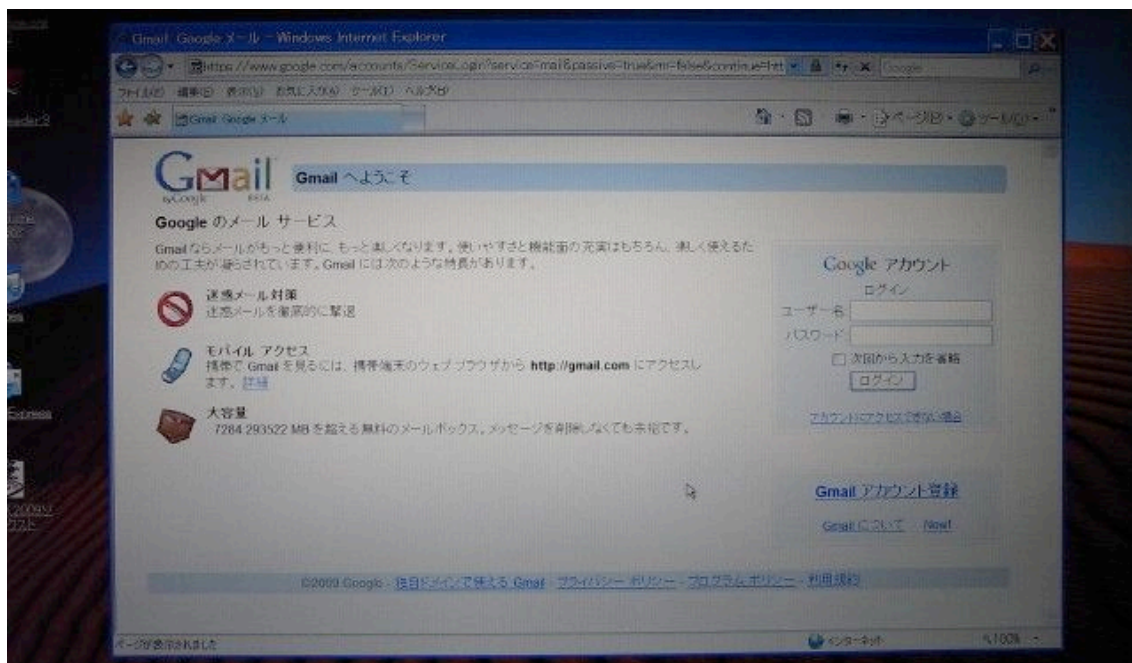 Gmail Google メール - Windows Internet Explorer
https://www.google.com/accounts/ServiceLogin?service=mail&passive=true&rm=false&continue=htt
Google
ファイル(F) 編集(E) 表示(V) お気に入り(A) ツール(T) ヘルプ(H)
Gmail Google メール
ページ(P) ツール(O)
Gmail
by Google BETA
Gmail へようこそ
Google のメール サービス
Gmail ならメールがもっと便利に、もっと楽しくなります。使いやすさと機能面の充実はもちろん、楽しく使えるた
めの工夫が凝らされています。Gmail には次のような特長があります。
迷惑メール対策
迷惑メールを徹底的に撃退
モバイル アクセス
携帯で Gmail を見るには、携帯端末のウェブ ブラウザから http://gmail.com にアクセスし
ます。 詳細
大容量
7284.293522 MB を超える無料のメールボックス。メッセージを削除しなくても余裕です。
Google アカウント
ログイン
ユーザー名
パスワード
次回から入力を省略
ログイン
アカウントにアクセスできない場合
Gmail アカウント登録
Gmail について New!
©2009 Google - 独自ドメインで使える Gmail - プライバシー ポリシー - プログラム ポリシー - 利用規約
ページが表示されました
インターネット
100%
Express